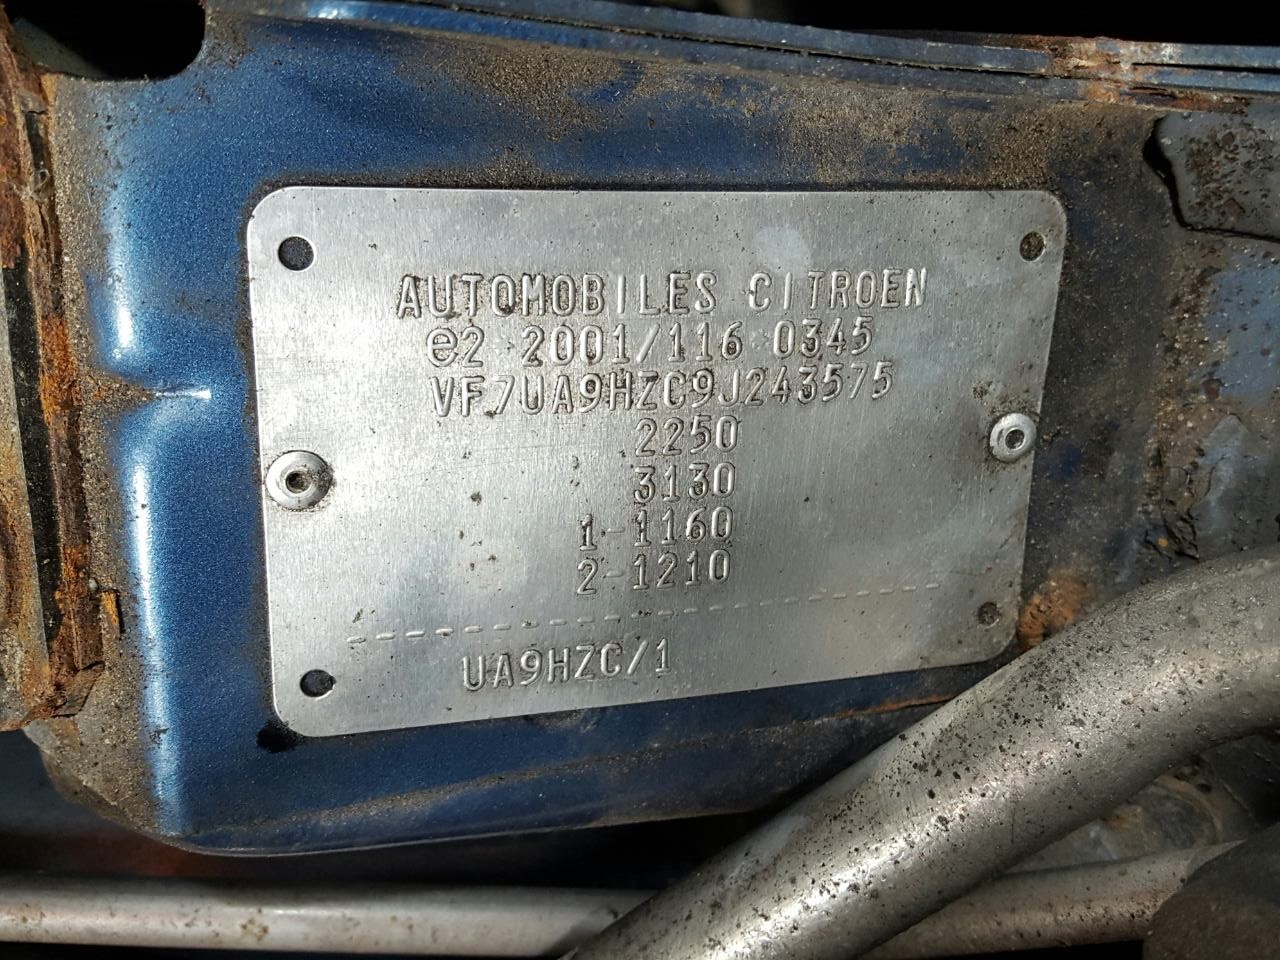 AUTOMOBILES CITROEN
e2 2001/116 0345
VF7UA9HZC9J243575
2250
3130
1-1160
2-1210
UA9HZC/1